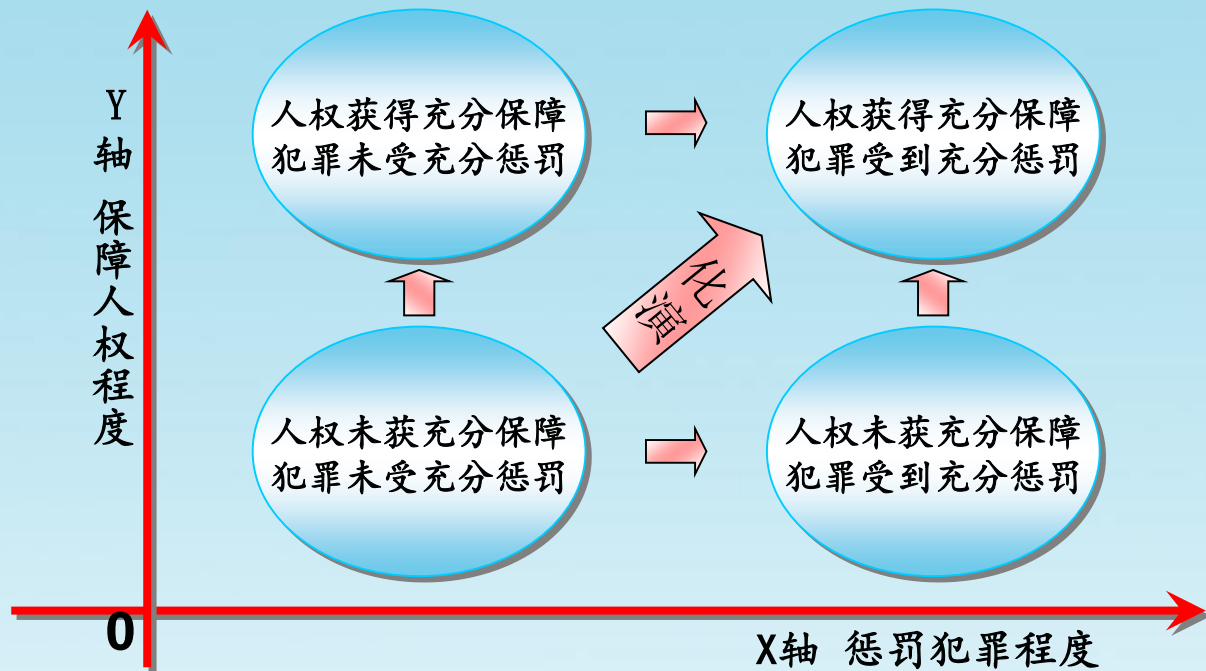 Y轴 保障人权程度
人权获得充分保障
犯罪未受充分惩罚
人权获得充分保障
犯罪受到充分惩罚
演化
人权未获充分保障
犯罪未受充分惩罚
人权未获充分保障
犯罪受到充分惩罚
0
X轴 惩罚犯罪程度